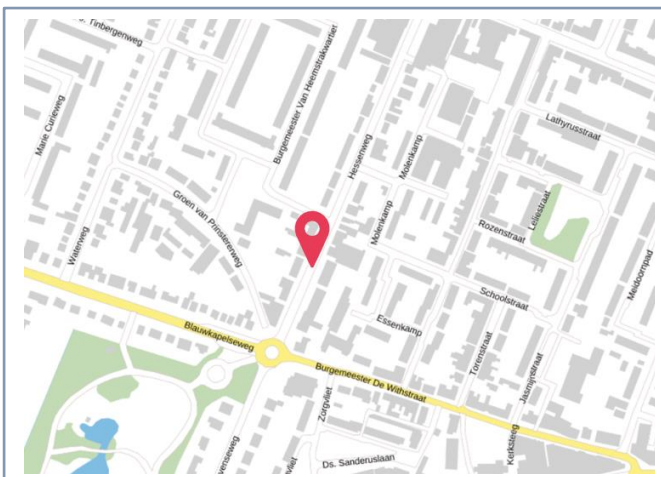 Tinbergenweg
Burgemeester Van Heemstrakwartier
Marie Curieweg
Hessenweg
Molenkamp
Lathyrusstraat
Groen van Prinstererweg
Leliestraat
Molenkamp
Rozenstraat
Waterweg
Meidoornpad
Schoolstraat
Essenkamp
Blauwkapelseweg
Torenstraat
Burgemeester De Withstraat
Jasmijnstraat
Zorgvliet
Kerksteeg
Ds. Sanderuslaan